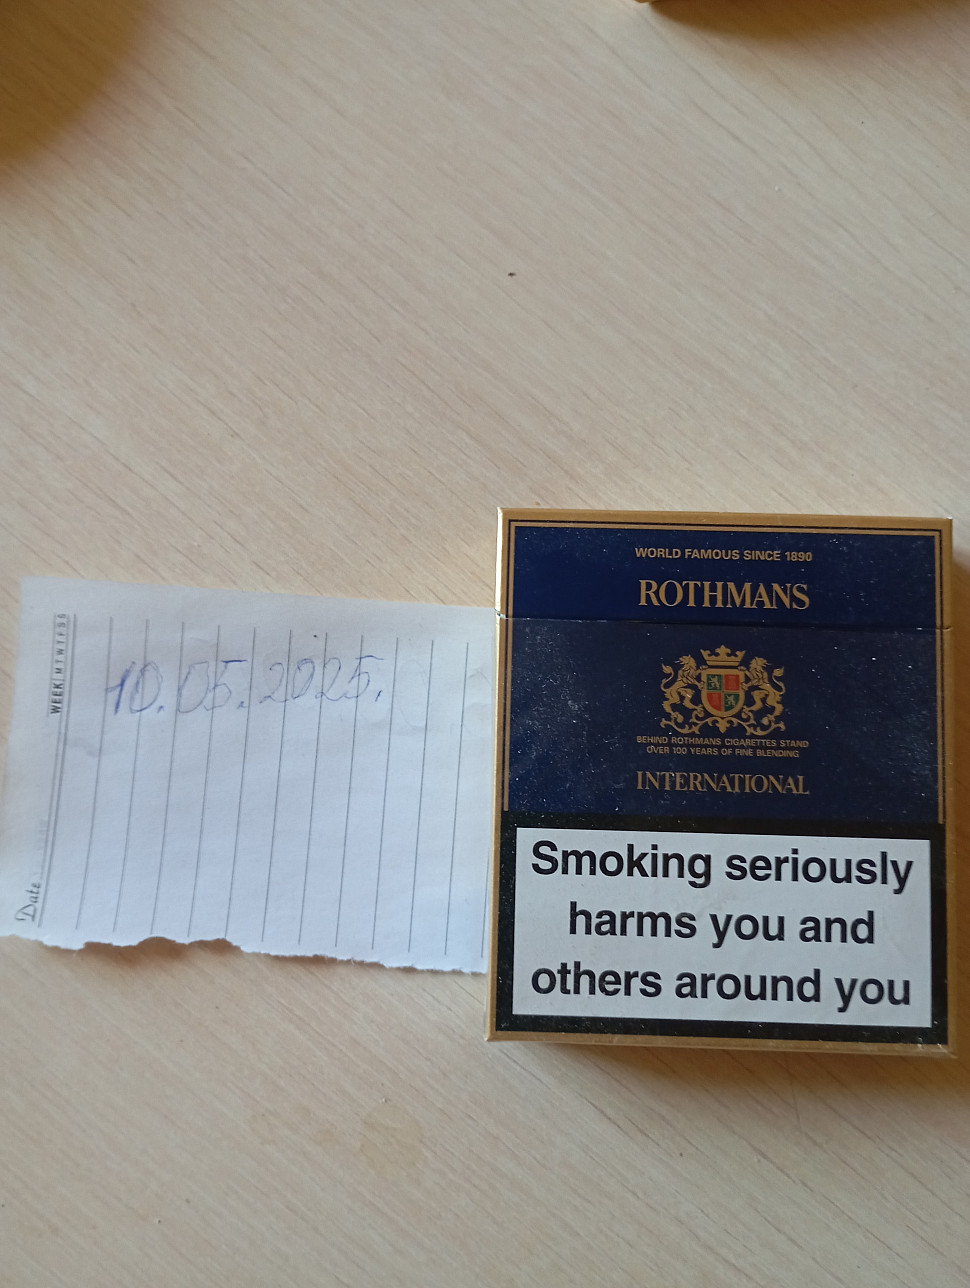 WEEK M T W T F S S
Date
10.05.2025.
WORLD FAMOUS SINCE 1890
ROTHMANS
BEHIND ROTHMANS CIGARETTES STAND
OVER 100 YEARS OF FINE BLENDING
INTERNATIONAL
Smoking seriously
harms you and
others around you